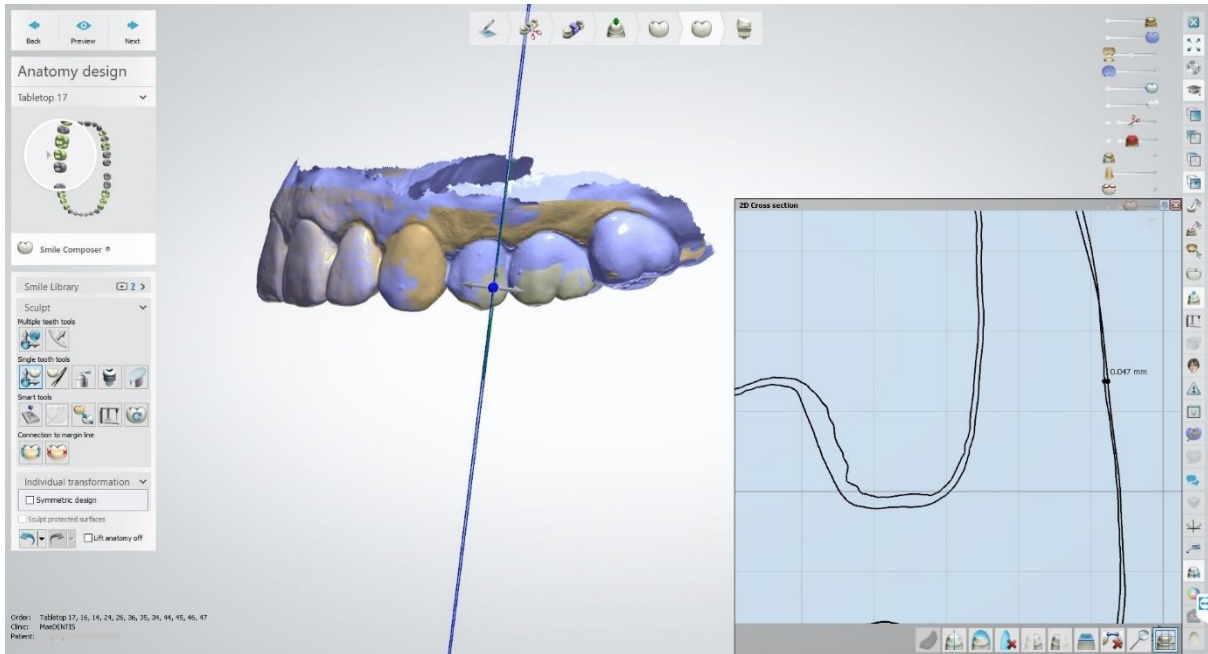 Back Preview Next
Anatomy design
Tabletop 17
Smile Composer ®
Smile Library 2
Sculpt
Multiple teeth tools
Single tooth tools
Smart tools
Connection to margin line
Individual transformation
Symmetric design
Sculpt protected surfaces
Lift anatomy off
Order: Tabletop 17, 16, 14, 24, 26, 36, 35, 34, 44, 45, 46, 47
Clinic: MaeDENTIS
Patient:
2D Cross section
0.047 mm